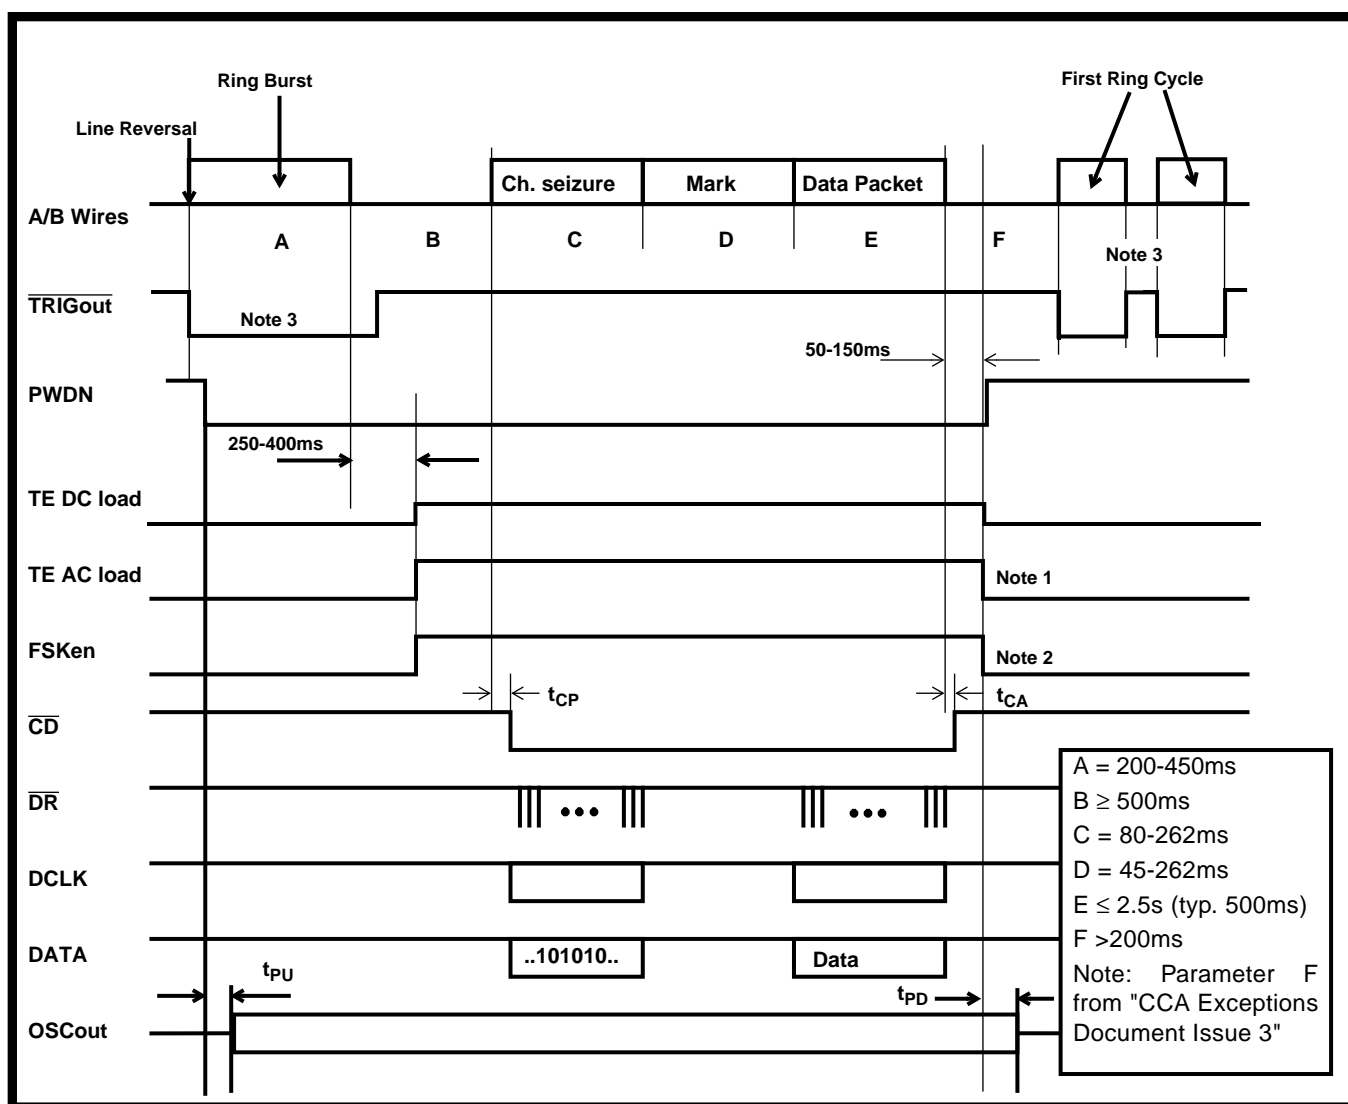 Ring Burst
First Ring Cycle
Line Reversal
Ch. seizure
Mark
Data Packet
A/B Wires
A
B
C
D
E
F
Note 3
TRIGout
Note 3
50-150ms
PWDN
250-400ms
TE DC load
TE AC load
Note 1
FSKen
Note 2
tCP
tCA
CD
DR
DCLK
DATA
..101010..
Data
tPU
tPD
OSCout
A = 200-450ms
B ≥ 500ms
C = 80-262ms
D = 45-262ms
E ≤ 2.5s (typ. 500ms)
F >200ms
Note: Parameter F
from "CCA Exceptions
Document Issue 3"